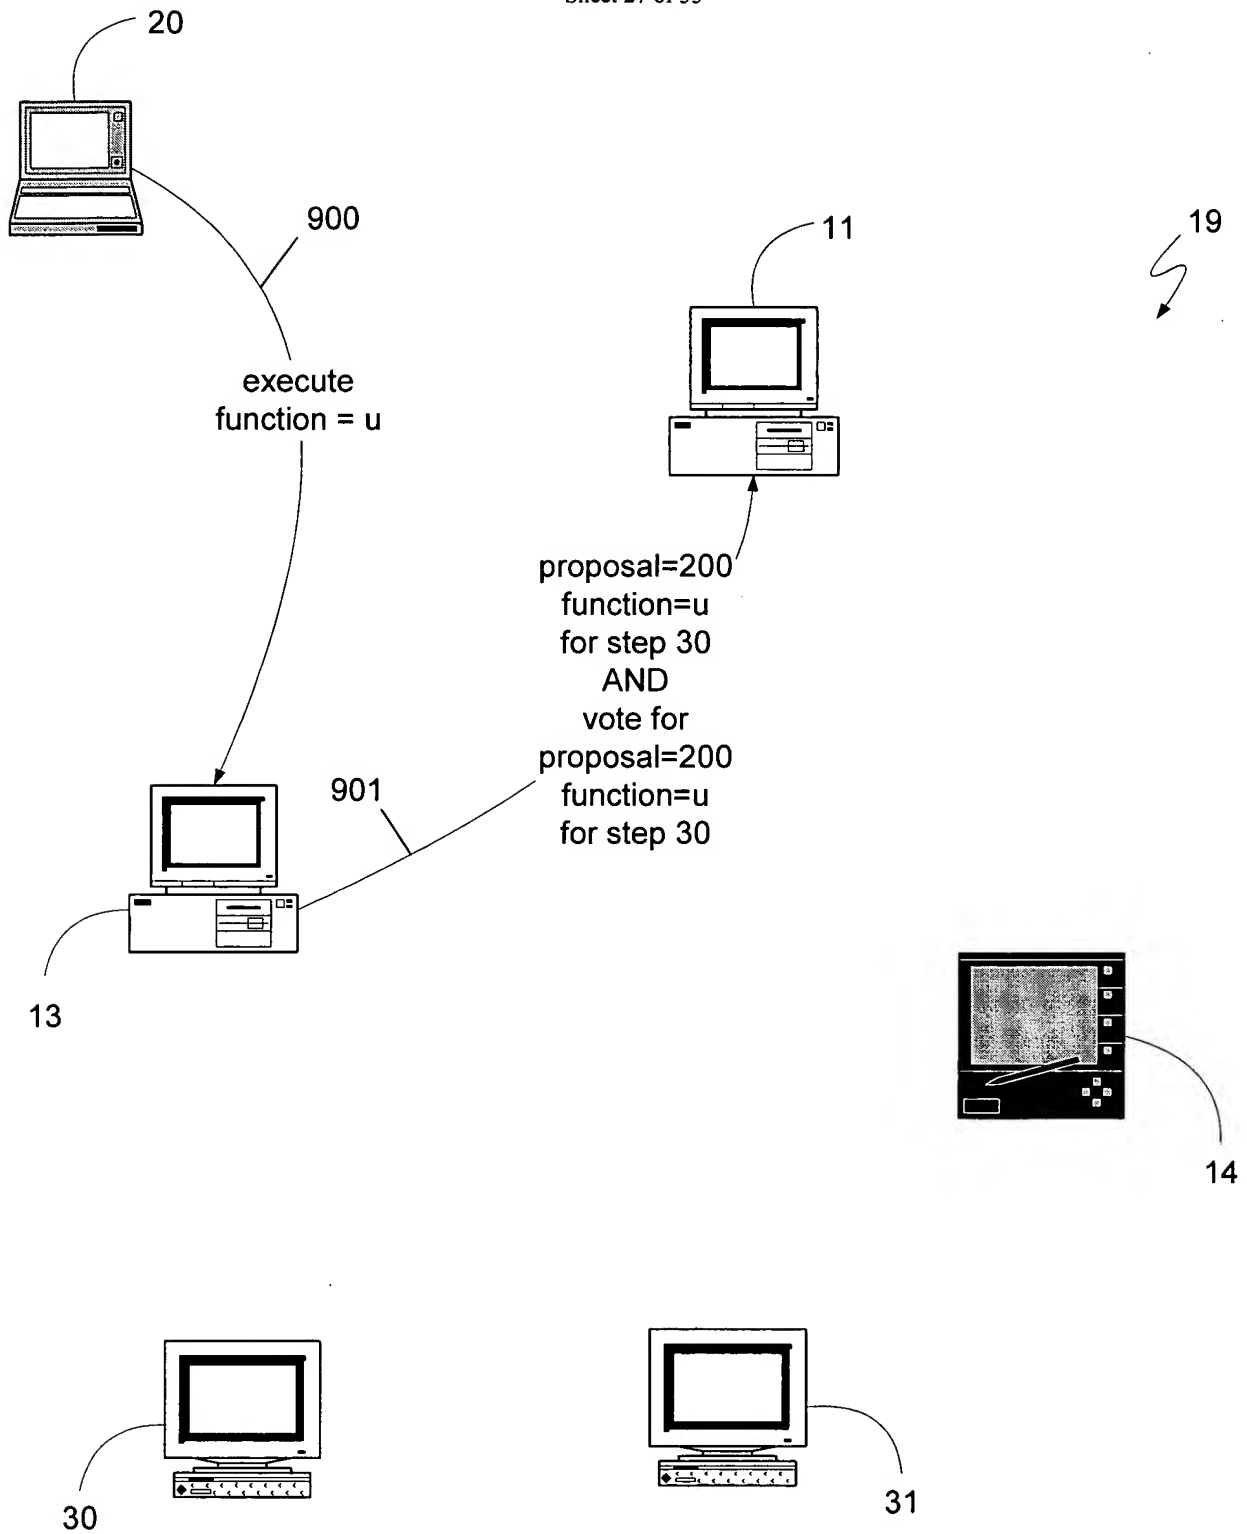 20
900
11
19
execute
function = u
proposal=200
function=u
for step 30
AND
vote for
proposal=200
function=u
for step 30
901
13
14
30
31